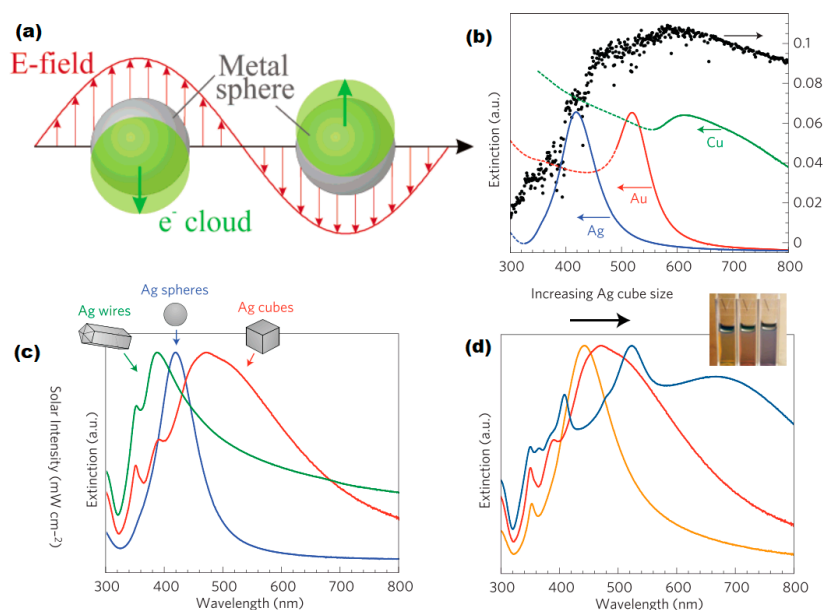 (a)
E-field
Metal
sphere
e⁻ cloud
(b)
Extinction (a.u.)
0.1
0.08
0.06
0.04
0.02
0
Cu
Au
Ag
300 400 500 600 700 800
Increasing Ag cube size
Ag spheres
Ag wires
Ag cubes
(c)
Solar Intensity (mW cm⁻²)
Extinction (a.u.)
300 400 500 600 700 800
Wavelength (nm)
(d)
Extinction (a.u.)
300 400 500 600 700 800
Wavelength (nm)